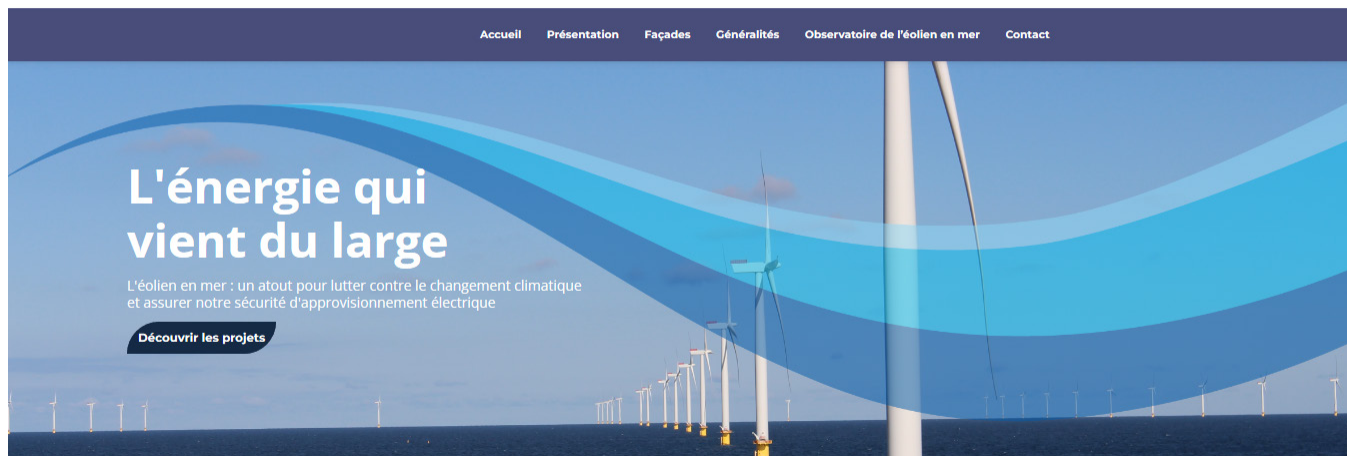 Accueil Présentation Façades Généralités Observatoire de l'éolien en mer Contact
L'énergie qui
vient du large
L'éolien en mer : un atout pour lutter contre le changement climatique
et assurer notre sécurité d'approvisionnement électrique
Découvrir les projets